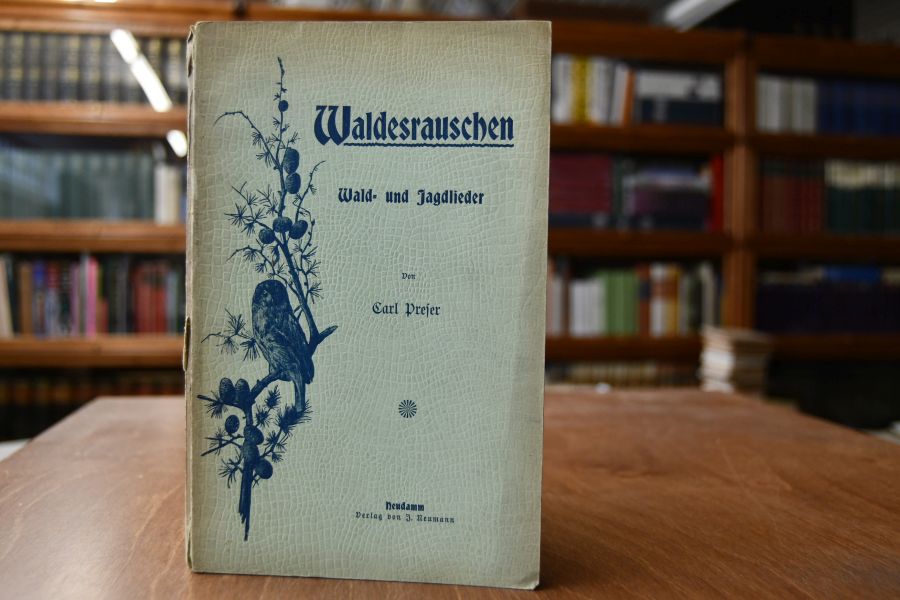 Waldesrauschen
Wald- und Jagdlieder
Von
Carl Preser
Neudamm
Verlag von J. Neumann